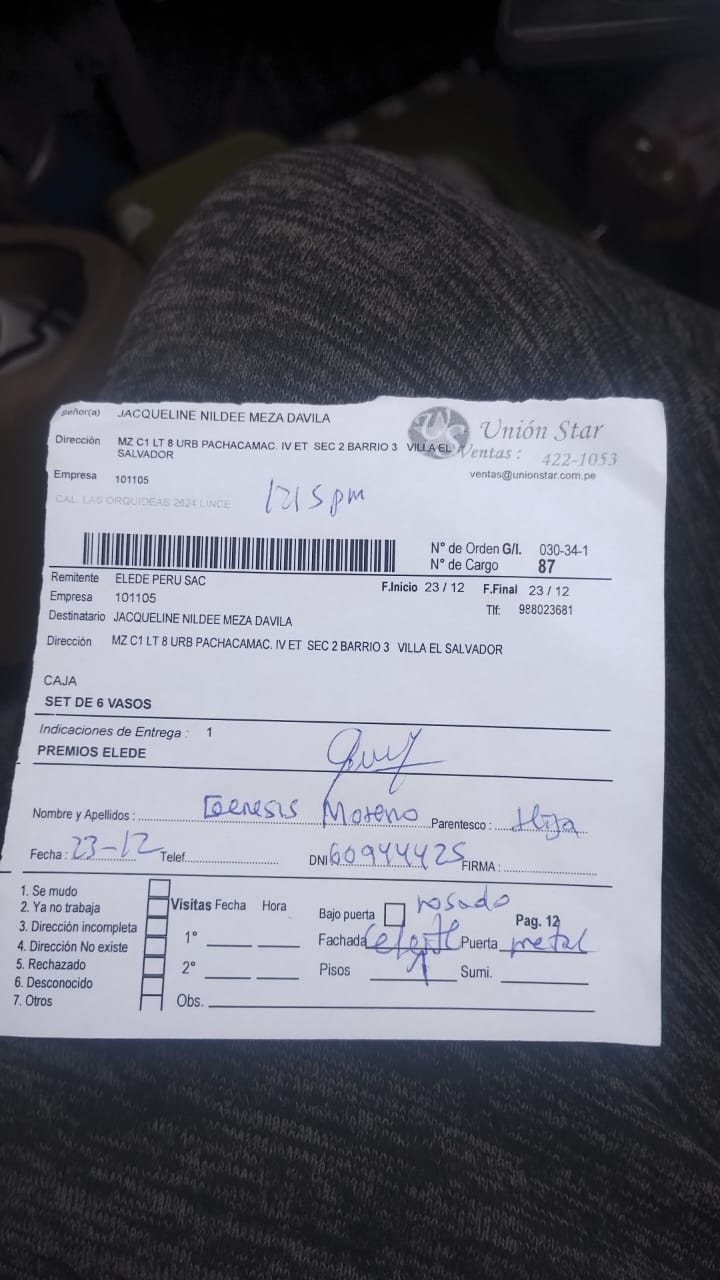 Señor(a) JACQUELINE NILDEE MEZA DAVILA
Unión Star
Dirección MZ C1 LT 8 URB PACHACAMAC. IV ET SEC 2 BARRIO 3 VILLA EL SALVADOR
Ventas : 422-1053
ventas@unionstar.com.pe
Empresa 101105
CAL. LAS ORQUIDEAS 2624 LINCE
1215 pm
N° de Orden G/I. 030-34-1
N° de Cargo 87
Remitente ELEDE PERU SAC
F.Inicio 23 / 12 F.Final 23 / 12
Empresa 101105
Tlf: 988023681
Destinatario JACQUELINE NILDEE MEZA DAVILA
Dirección MZ C1 LT 8 URB PACHACAMAC. IV ET SEC 2 BARRIO 3 VILLA EL SALVADOR
CAJA
SET DE 6 VASOS
Indicaciones de Entrega : 1
PREMIOS ELEDE
Nombre y Apellidos : Genesis Moreno Parentesco : Hija
Fecha : 23-12 Telef. DNI 60944425 FIRMA :
1. Se mudo
2. Ya no trabaja
3. Dirección incompleta
4. Dirección No existe
5. Rechazado
6. Desconocido
7. Otros
Visitas Fecha Hora
1°
2°
Obs.
Bajo puerta rosado
Pag. 12
Fachada Puerta metal
Pisos 1 Sumi.